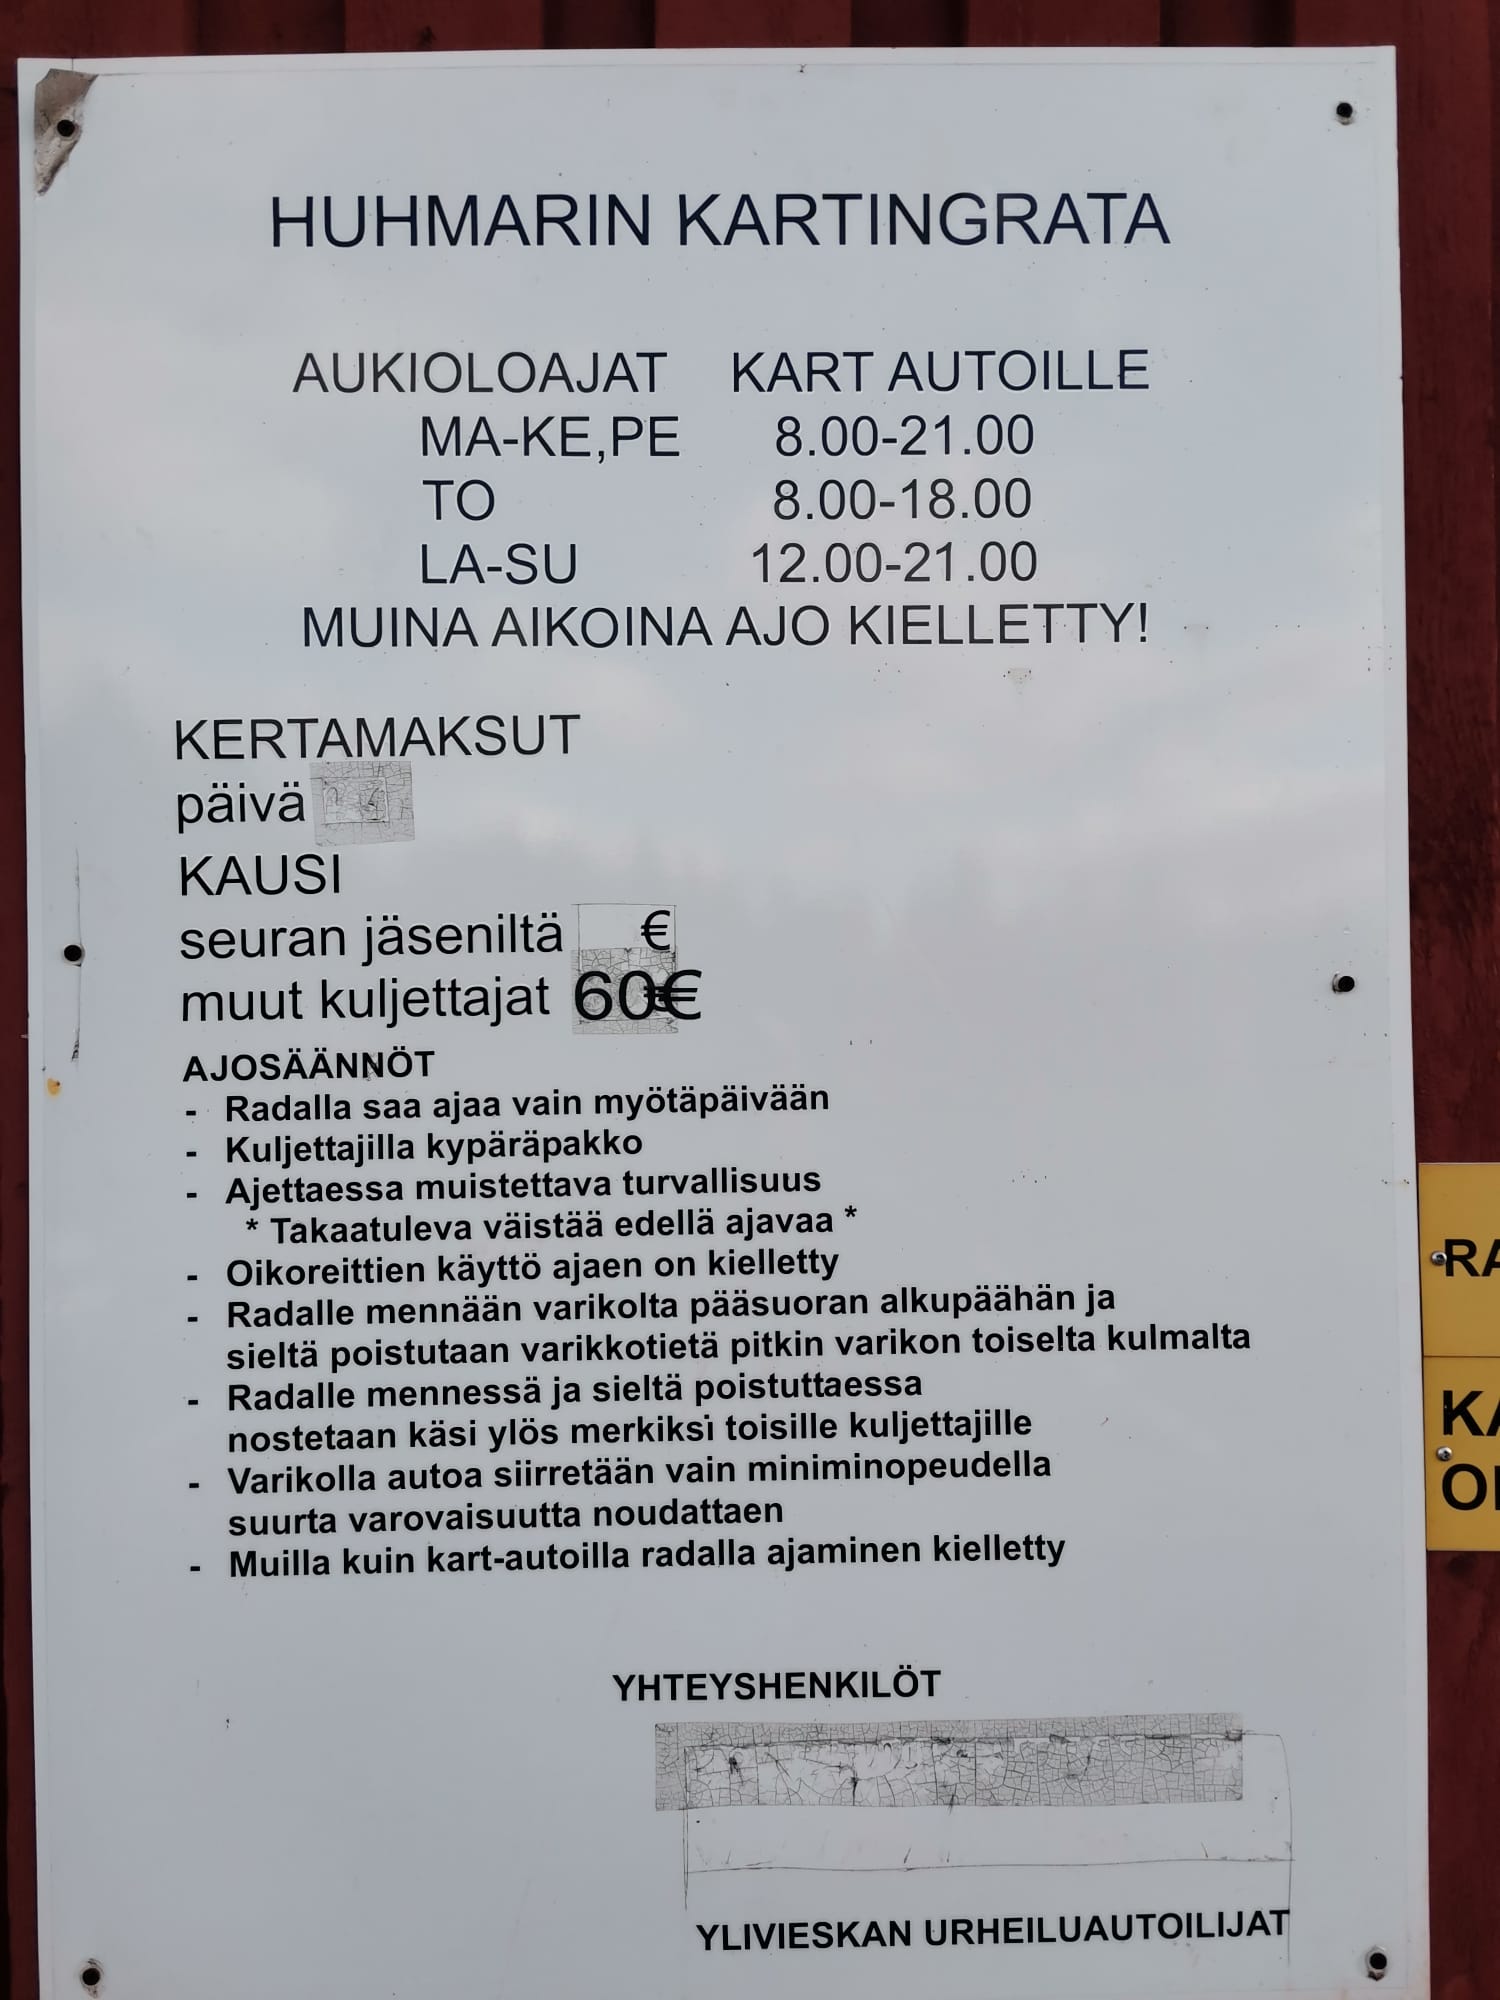 HUHMARIN KARTINGRATA
AUKIOLOAJAT KART AUTOILLE
MA-KE,PE 8.00-21.00
TO 8.00-18.00
LA-SU 12.00-21.00
MUINA AIKOINA AJO KIELLETTY!
KERTAMAKSUT
päivä
KAUSI
seuran jäseniltä €
muut kuljettajat 60€
AJOSÄÄNNÖT
- Radalla saa ajaa vain myötäpäivään
- Kuljettajilla kypäräpakko
- Ajettaessa muistettava turvallisuus
* Takaatuleva väistää edellä ajavaa *
- Oikoreittien käyttö ajaen on kielletty
- Radalle mennään varikolta pääsuoran alkupäähän ja
sieltä poistutaan varikkotietä pitkin varikon toiselta kulmalta
- Radalle mennessä ja sieltä poistuttaessa
nostetaan käsi ylös merkiksi toisille kuljettajille
- Varikolla autoa siirretään vain miniminopeudella
suurta varovaisuutta noudattaen
- Muilla kuin kart-autoilla radalla ajaminen kielletty
YHTEYSHENKILÖT
YLIVIESKAN URHEILUAUTOILIJAT
RA
KA